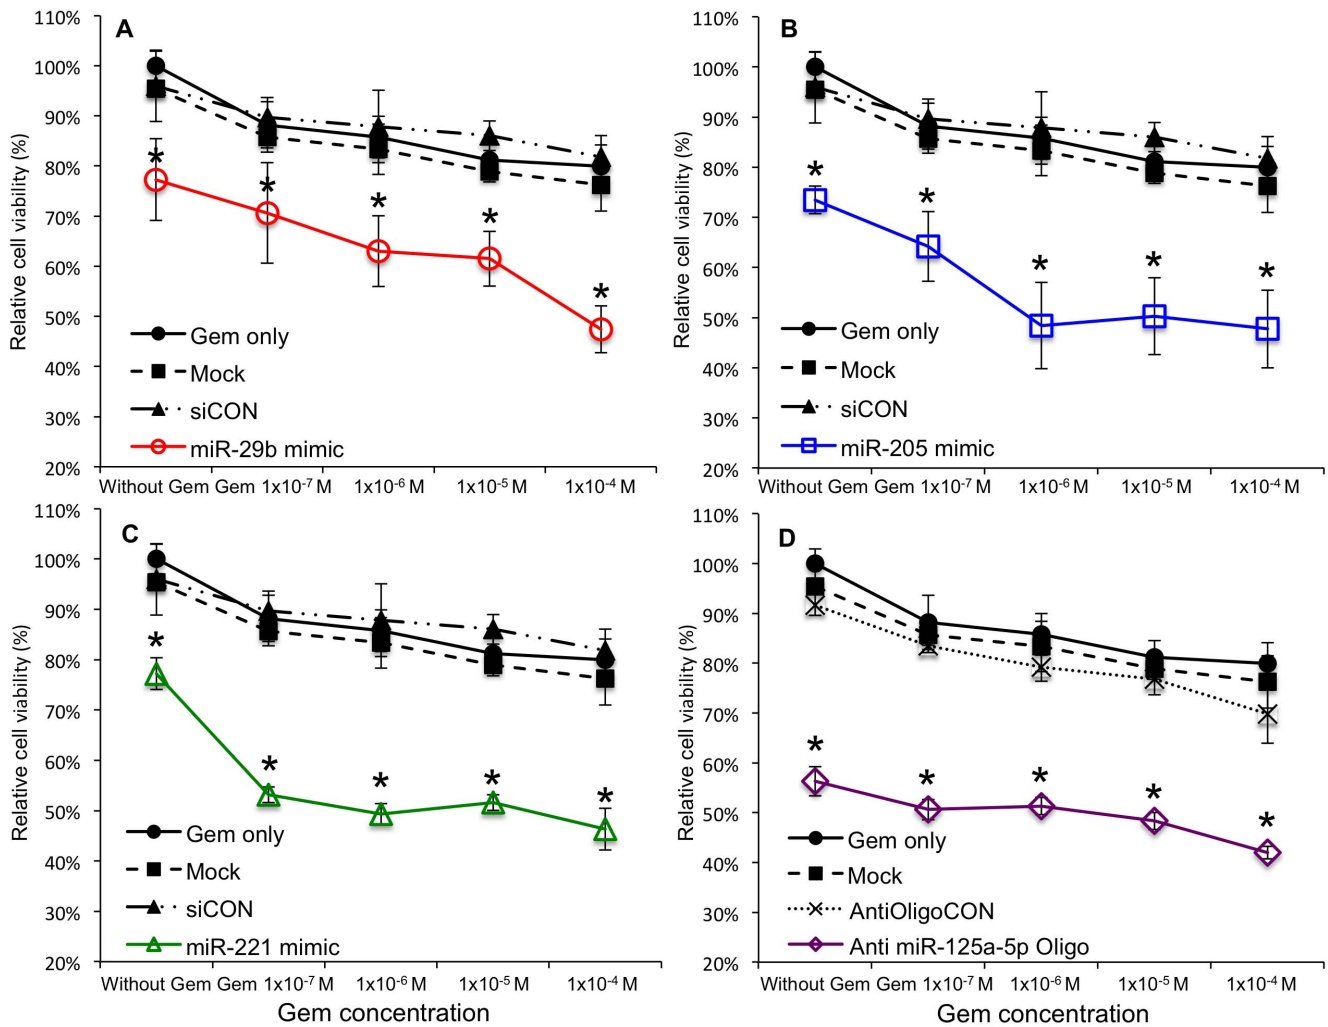 A
Relative cell viability (%)
110%
100%
90%
80%
70%
60%
50%
40%
30%
20%
*
*
*
*
*
Gem only
Mock
siCON
miR-29b mimic
Without Gem Gem 1x10⁻⁷ M 1x10⁻⁶ M 1x10⁻⁵ M 1x10⁻⁴ M
B
Relative cell viability (%)
110%
100%
90%
80%
70%
60%
50%
40%
30%
20%
*
*
*
*
*
Gem only
Mock
siCON
miR-205 mimic
Without Gem Gem 1x10⁻⁷ M 1x10⁻⁶ M 1x10⁻⁵ M 1x10⁻⁴ M
C
Relative cell viability (%)
110%
100%
90%
80%
70%
60%
50%
40%
30%
20%
*
*
*
*
*
Gem only
Mock
siCON
miR-221 mimic
Without Gem Gem 1x10⁻⁷ M 1x10⁻⁶ M 1x10⁻⁵ M 1x10⁻⁴ M
Gem concentration
D
Relative cell viability (%)
110%
100%
90%
80%
70%
60%
50%
40%
30%
20%
*
*
*
*
*
Gem only
Mock
AntiOligoCON
Anti miR-125a-5p Oligo
Without Gem Gem 1x10⁻⁷ M 1x10⁻⁶ M 1x10⁻⁵ M 1x10⁻⁴ M
Gem concentration